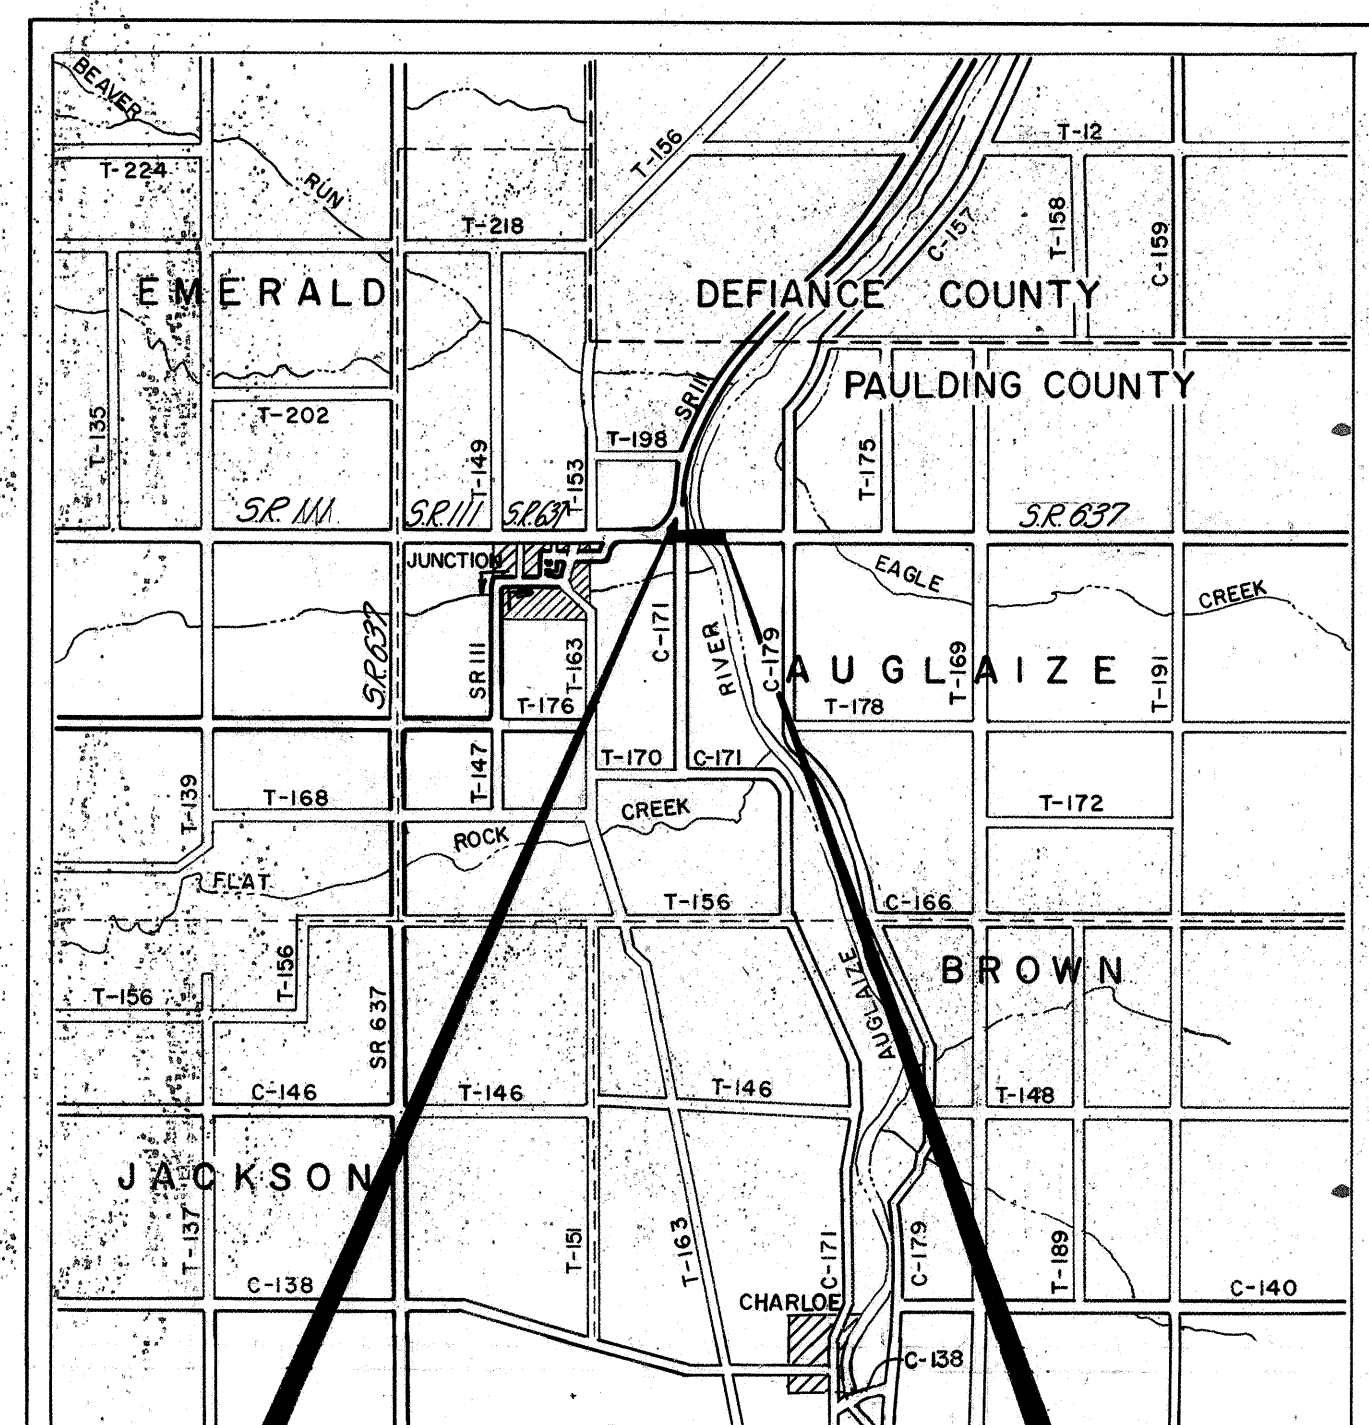 BEAVER
T-12
T-156
T-224
RUN
T-218
C-157
T-158
C-159
EMERALD
DEFIANCE COUNTY
PAULDING COUNTY
SR 111
T-202
T-135
T-198
T-149
T-153
T-175
S.R. 111
S.R. 111
S.R. 637
S.R. 637
JUNCTION
EAGLE
CREEK
S.R. 637
SR 111
T-163
C-171
RIVER
C-179
AUGLAIZE
T-169
T-191
T-176
T-178
T-147
T-170
C-171
T-139
T-168
CREEK
T-172
ROCK
FLAT
T-156
C-166
T-156
AUGLAIZE
BROWN
T-156
SR 637
C-146
T-146
T-146
T-148
JACKSON
T-137
T-151
T-163
C-171
C-179
T-189
C-138
C-140
CHARLOE
C-138